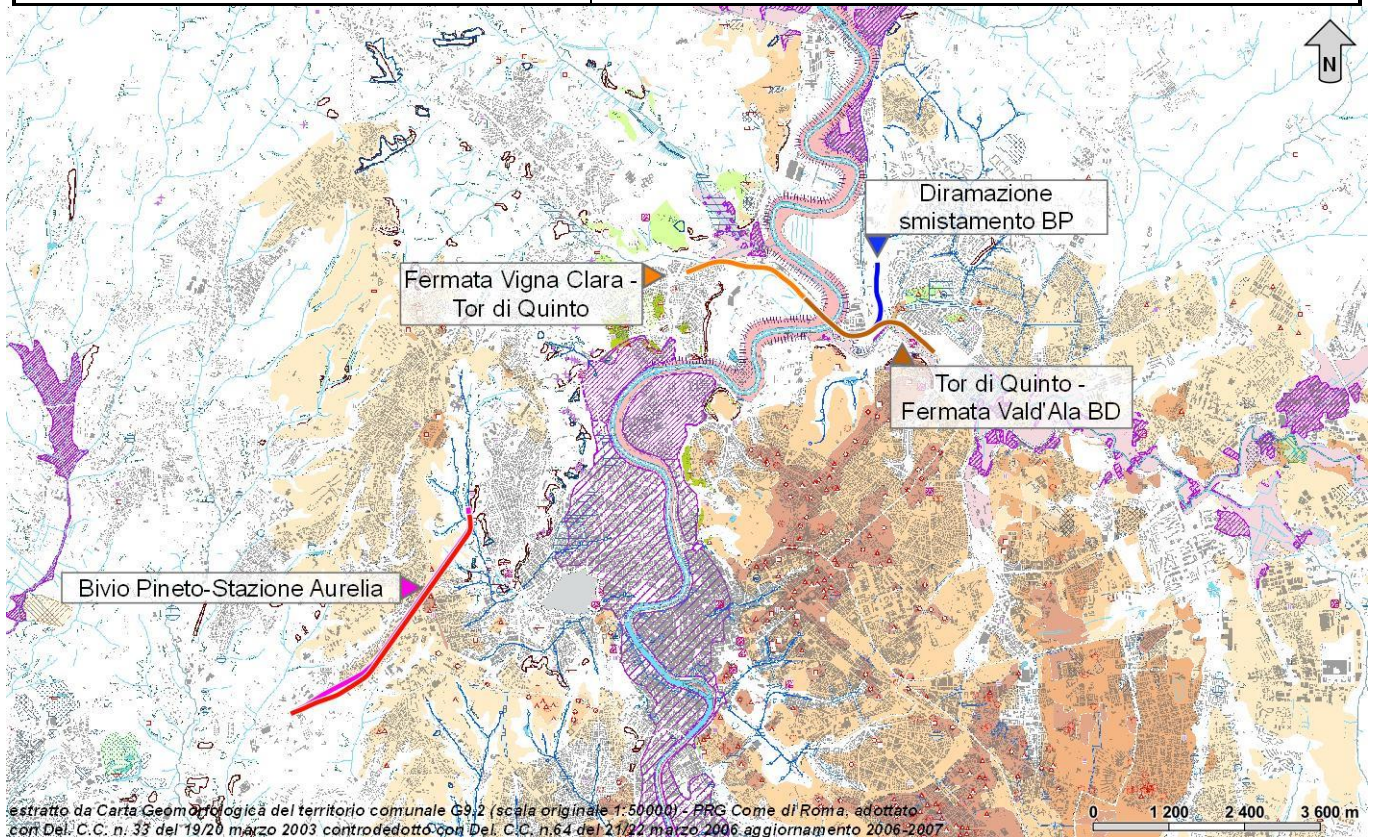 N
Diramazione
smistamento BP
Fermata Vigna Clara -
Tor di Quinto
Tor di Quinto -
Fermata Vald'Ala BD
Bivio Pineto-Stazione Aurelia
estratto da Carta Geomorfologica del territorio comunale G9.2 (scala originale 1:50000) - PRG Come di Roma, adottato
con Del. C.C. n. 33 del 19/20 marzo 2003 controdedotto con Del. C.C. n.64 del 21/22 marzo 2006 aggiornamento 2006-2007
0 1 200 2 400 3 600 m